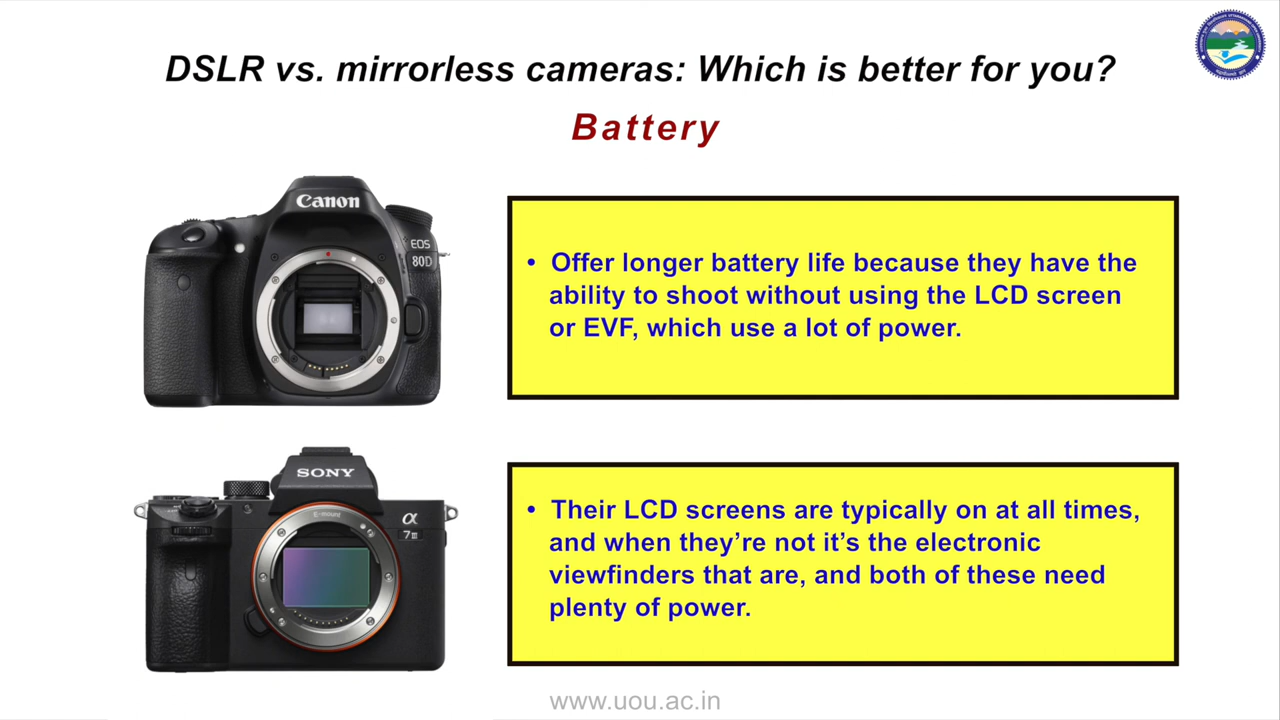 DSLR vs. mirrorless cameras: Which is better for you?
Battery
Canon
EOS
80D
• Offer longer battery life because they have the
ability to shoot without using the LCD screen
or EVF, which use a lot of power.
SONY
E-mount
α
7III
• Their LCD screens are typically on at all times,
and when they’re not it’s the electronic
viewfinders that are, and both of these need
plenty of power.
www.uou.ac.in